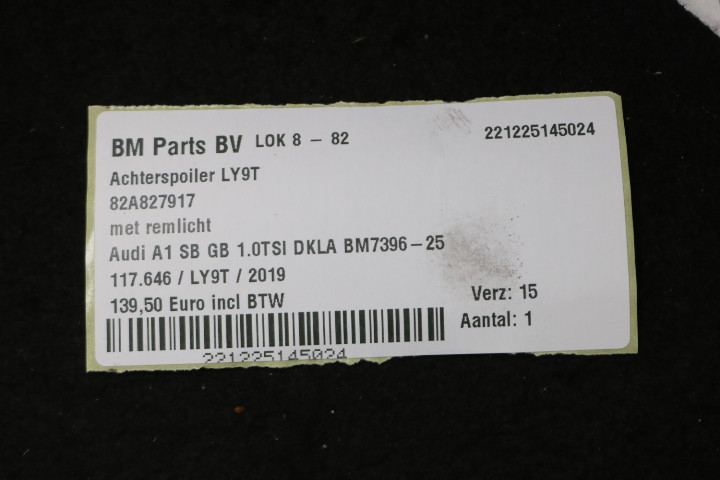 BM Parts BV LOK 8 – 82 221225145024
Achterspoiler LY9T
82A827917
met remlicht
Audi A1 SB GB 1.0TSI DKLA BM7396–25
117.646 / LY9T / 2019
139,50 Euro incl BTW Verz: 15
Aantal: 1
221225145024